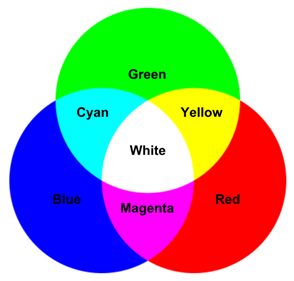 Green
Cyan
Yellow
White
Blue
Magenta
Red